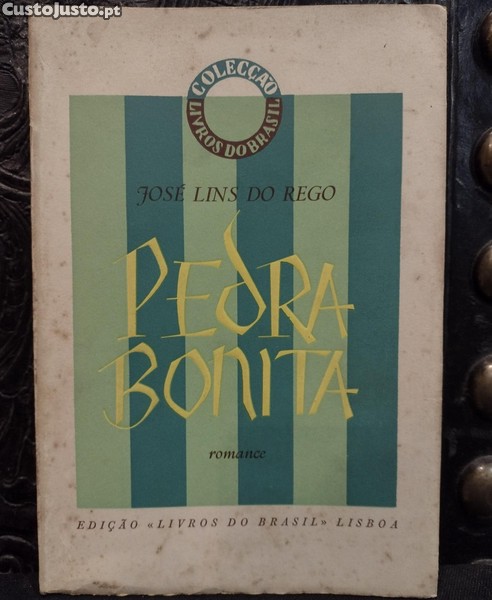 CustoJusto.pt
COLECÇÃO
LIVROS DO BRASIL
JOSÉ LINS DO REGO
PEDRA
BONITA
romance
EDIÇÃO «LIVROS DO BRASIL» LISBOA